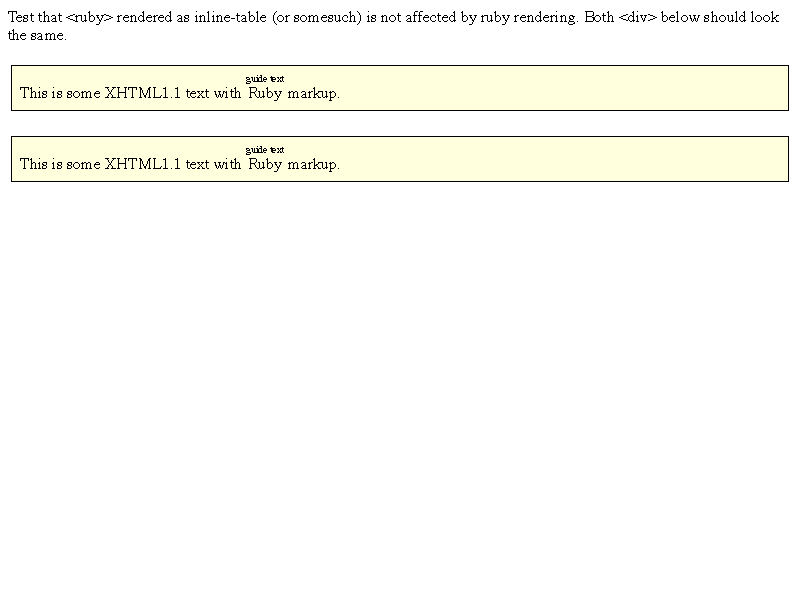 Test that <ruby> rendered as inline-table (or somesuch) is not affected by ruby rendering. Both <div> below should look
the same.
guide text
This is some XHTML1.1 text with Ruby markup.
guide text
This is some XHTML1.1 text with Ruby markup.